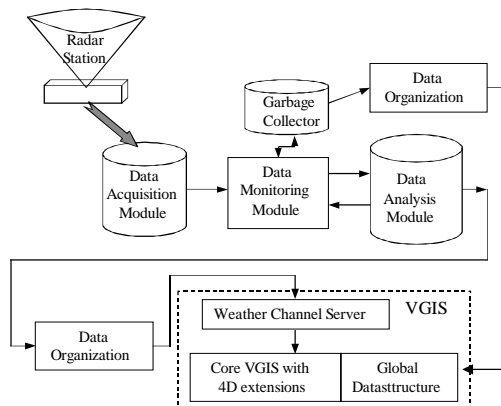 Radar
Station
Data
Organization
Garbage
Collector
Data
Acquisition
Module
Data
Monitoring
Module
Data
Analysis
Module
VGIS
Weather Channel Server
Data
Organization
Core VGIS with
4D extensions
Global
Datasttructure